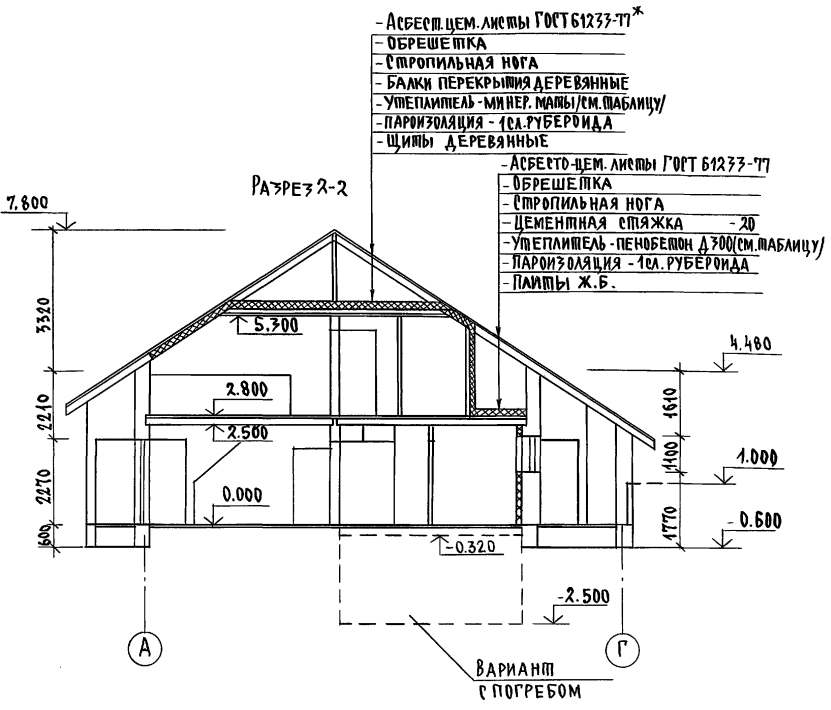 - Асбест.цем.листы ГОСТ 61233-77*
- Обрешетка
- Стропильная нога
- Балки перекрытия деревянные
- Утеплитель-минер.маты/см.таблицу/
- Пароизоляция - 1сл.рубероида
- Щиты деревянные
- Асбесто-цем.листы ГОСТ 61233-77
- Обрешетка
- Стропильная нога
- Цементная стяжка -20
- Утеплитель-пенобетон Д300(см.таблицу/
- Пароизоляция - 1сл.рубероида
- Плиты ж.б.
Разрез 2-2
7.800
3320
5.300
4.480
2.800
2210
1610
2.500
1100
1.000
2270
0.000
1770
600
-0.320
-0.600
-2.500
А
Г
Вариант
с погребом